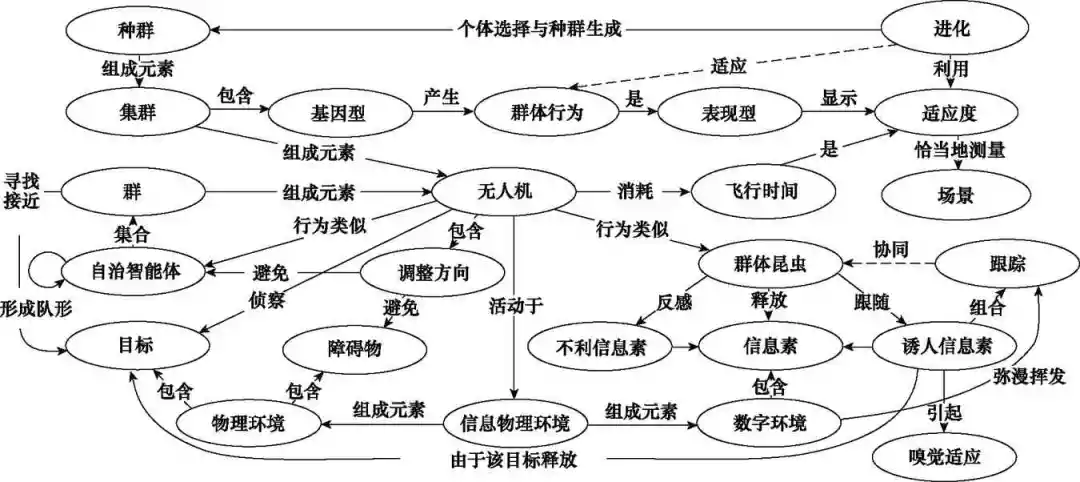 种群
个体选择与种群生成
进化
组成元素
适应
利用
集群
包含
基因型
产生
群体行为
是
表现型
显示
适应度
组成元素
是
恰当地测量
寻找
接近
群
组成元素
无人机
消耗
飞行时间
场景
集合
行为类似
包含
行为类似
自治智能体
避免
调整方向
群体昆虫
协同
跟踪
形成队形
侦察
避免
活动于
反感
释放
跟随
组合
目标
障碍物
不利信息素
信息素
诱人信息素
包含
包含
包含
弥漫挥发
物理环境
组成元素
信息物理环境
组成元素
数字环境
引起
由于该目标释放
嗅觉适应